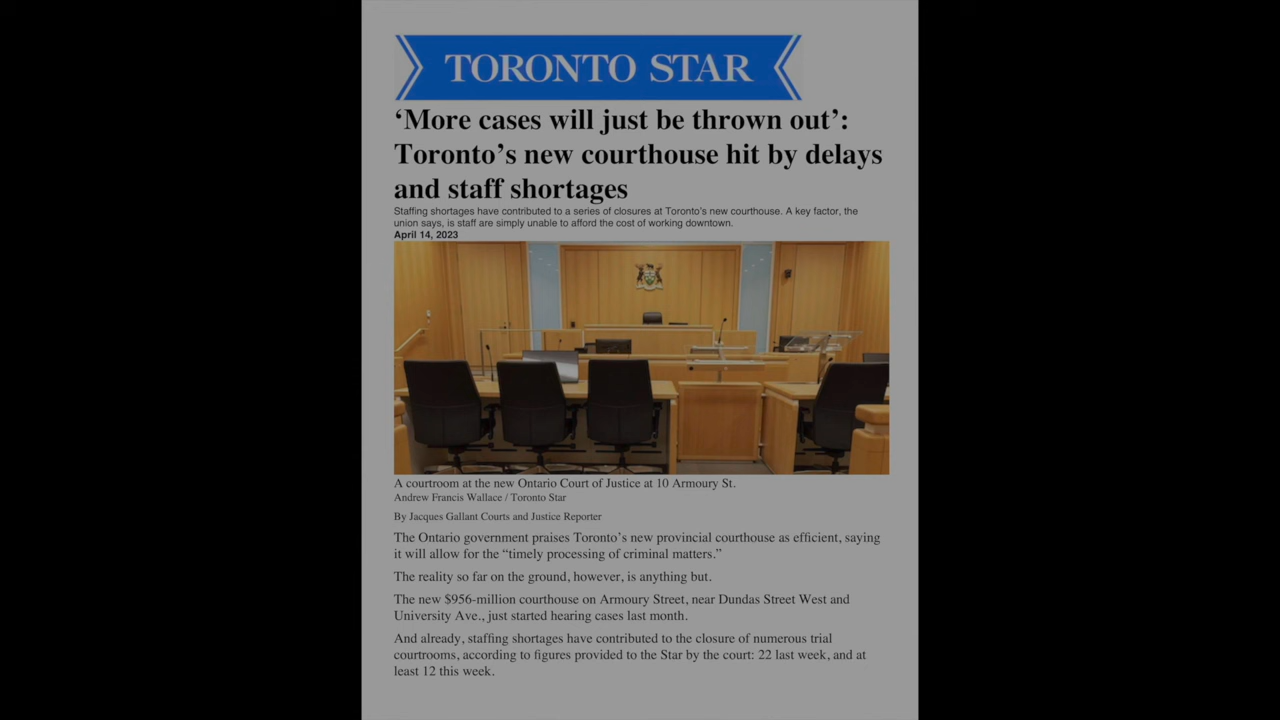 TORONTO STAR
‘More cases will just be thrown out’:
Toronto’s new courthouse hit by delays
and staff shortages
Staffing shortages have contributed to a series of closures at Toronto’s new courthouse. A key factor, the
union says, is staff are simply unable to afford the cost of working downtown.
April 14, 2023
A courtroom at the new Ontario Court of Justice at 10 Armoury St.
Andrew Francis Wallace / Toronto Star
By Jacques Gallant Courts and Justice Reporter
The Ontario government praises Toronto’s new provincial courthouse as efficient, saying
it will allow for the “timely processing of criminal matters.”
The reality so far on the ground, however, is anything but.
The new $956-million courthouse on Armoury Street, near Dundas Street West and
University Ave., just started hearing cases last month.
And already, staffing shortages have contributed to the closure of numerous trial
courtrooms, according to figures provided to the Star by the court: 22 last week, and at
least 12 this week.